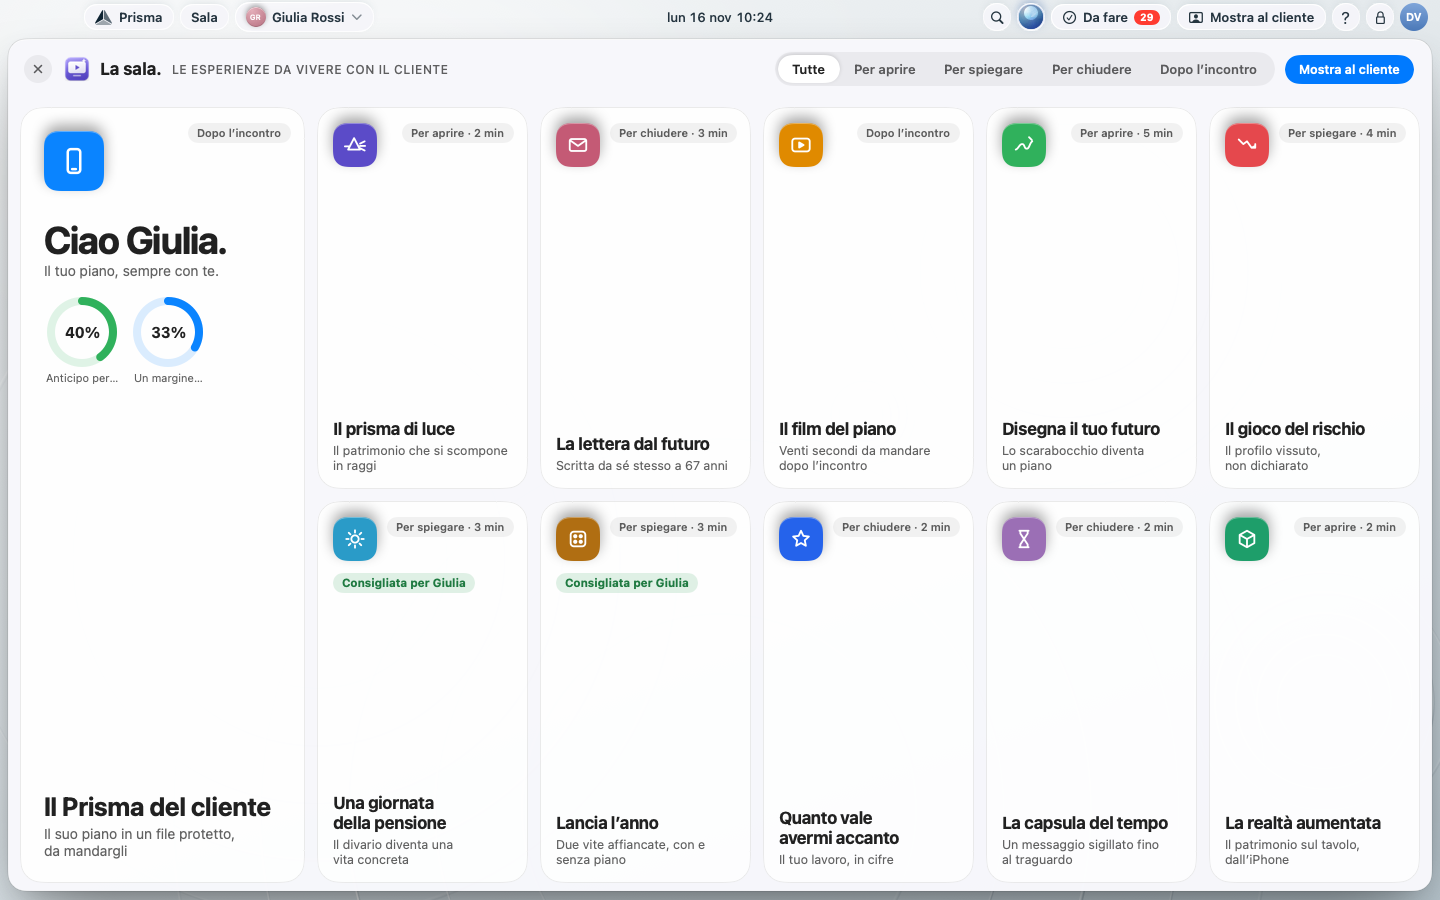 Prisma
Sala
GR Giulia Rossi
lun 16 nov 10:24
Da fare 29
Mostra al cliente
?
DV
La sala. LE ESPERIENZE DA VIVERE CON IL CLIENTE
Tutte
Per aprire
Per spiegare
Per chiudere
Dopo l’incontro
Mostra al cliente
Dopo l’incontro
Ciao Giulia.
Il tuo piano, sempre con te.
40%
33%
Anticipo per...
Un margine...
Il Prisma del cliente
Il suo piano in un file protetto,
da mandargli
Per aprire · 2 min
Il prisma di luce
Il patrimonio che si scompone
in raggi
Per chiudere · 3 min
La lettera dal futuro
Scritta da sé stesso a 67 anni
Dopo l’incontro
Il film del piano
Venti secondi da mandare
dopo l’incontro
Per aprire · 5 min
Disegna il tuo futuro
Lo scarabocchio diventa
un piano
Per spiegare · 4 min
Il gioco del rischio
Il profilo vissuto,
non dichiarato
Per spiegare · 3 min
Consigliata per Giulia
Una giornata
della pensione
Il divario diventa una
vita concreta
Per spiegare · 3 min
Consigliata per Giulia
Lancia l’anno
Due vite affiancate, con e
senza piano
Per chiudere · 2 min
Quanto vale
avermi accanto
Il tuo lavoro, in cifre
Per chiudere · 2 min
La capsula del tempo
Un messaggio sigillato fino
al traguardo
Per aprire · 2 min
La realtà aumentata
Il patrimonio sul tavolo,
dall’iPhone